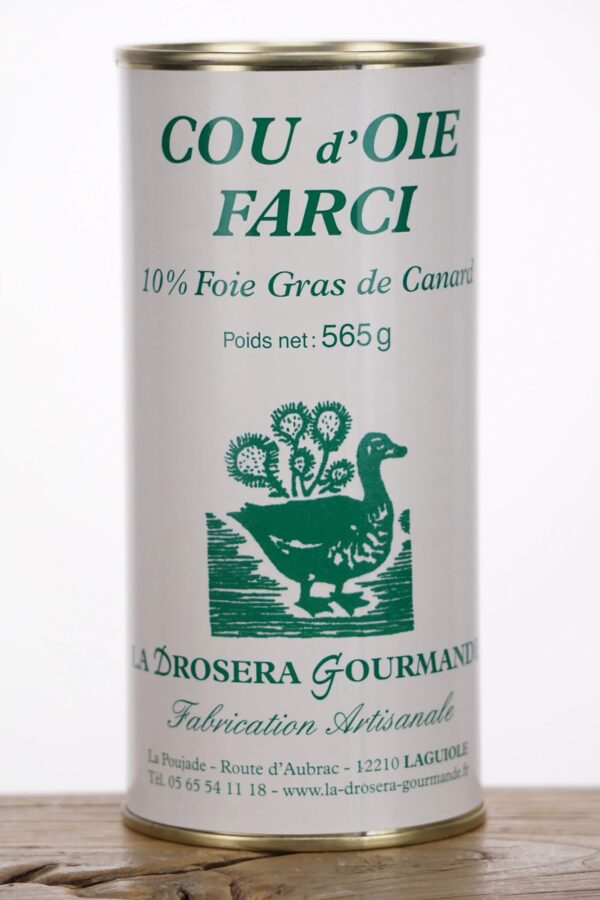 COU d'OIE
FARCI
10% Foie Gras de Canard
Poids net: 565g
LA DROSERA GOURMANDE
Fabrication Artisanale
La Poujade - Route d'Aubrac - 12210 LAGUIOLE
Tél. 05 65 54 11 18 - www.la-drosera-gourmande.fr